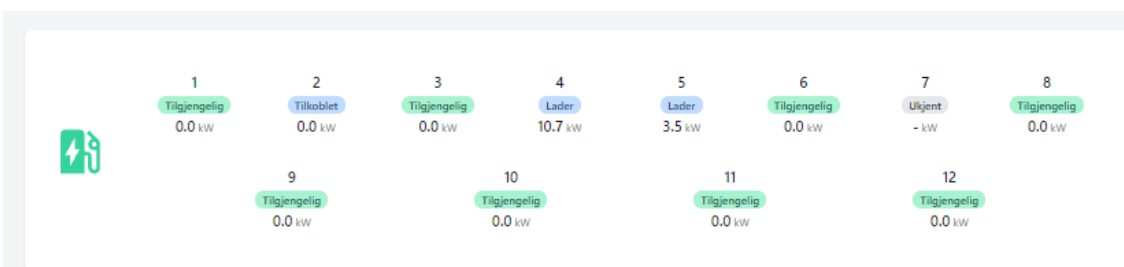 1 2 3 4 5 6 7 8
Tilgjengelig Tilkoblet Tilgjengelig Lader Lader Tilgjengelig Ukjent Tilgjengelig
0.0 kW 0.0 kW 0.0 kW 10.7 kW 3.5 kW 0.0 kW - kW 0.0 kW
9 10 11 12
Tilgjengelig Tilgjengelig Tilgjengelig Tilgjengelig
0.0 kW 0.0 kW 0.0 kW 0.0 kW